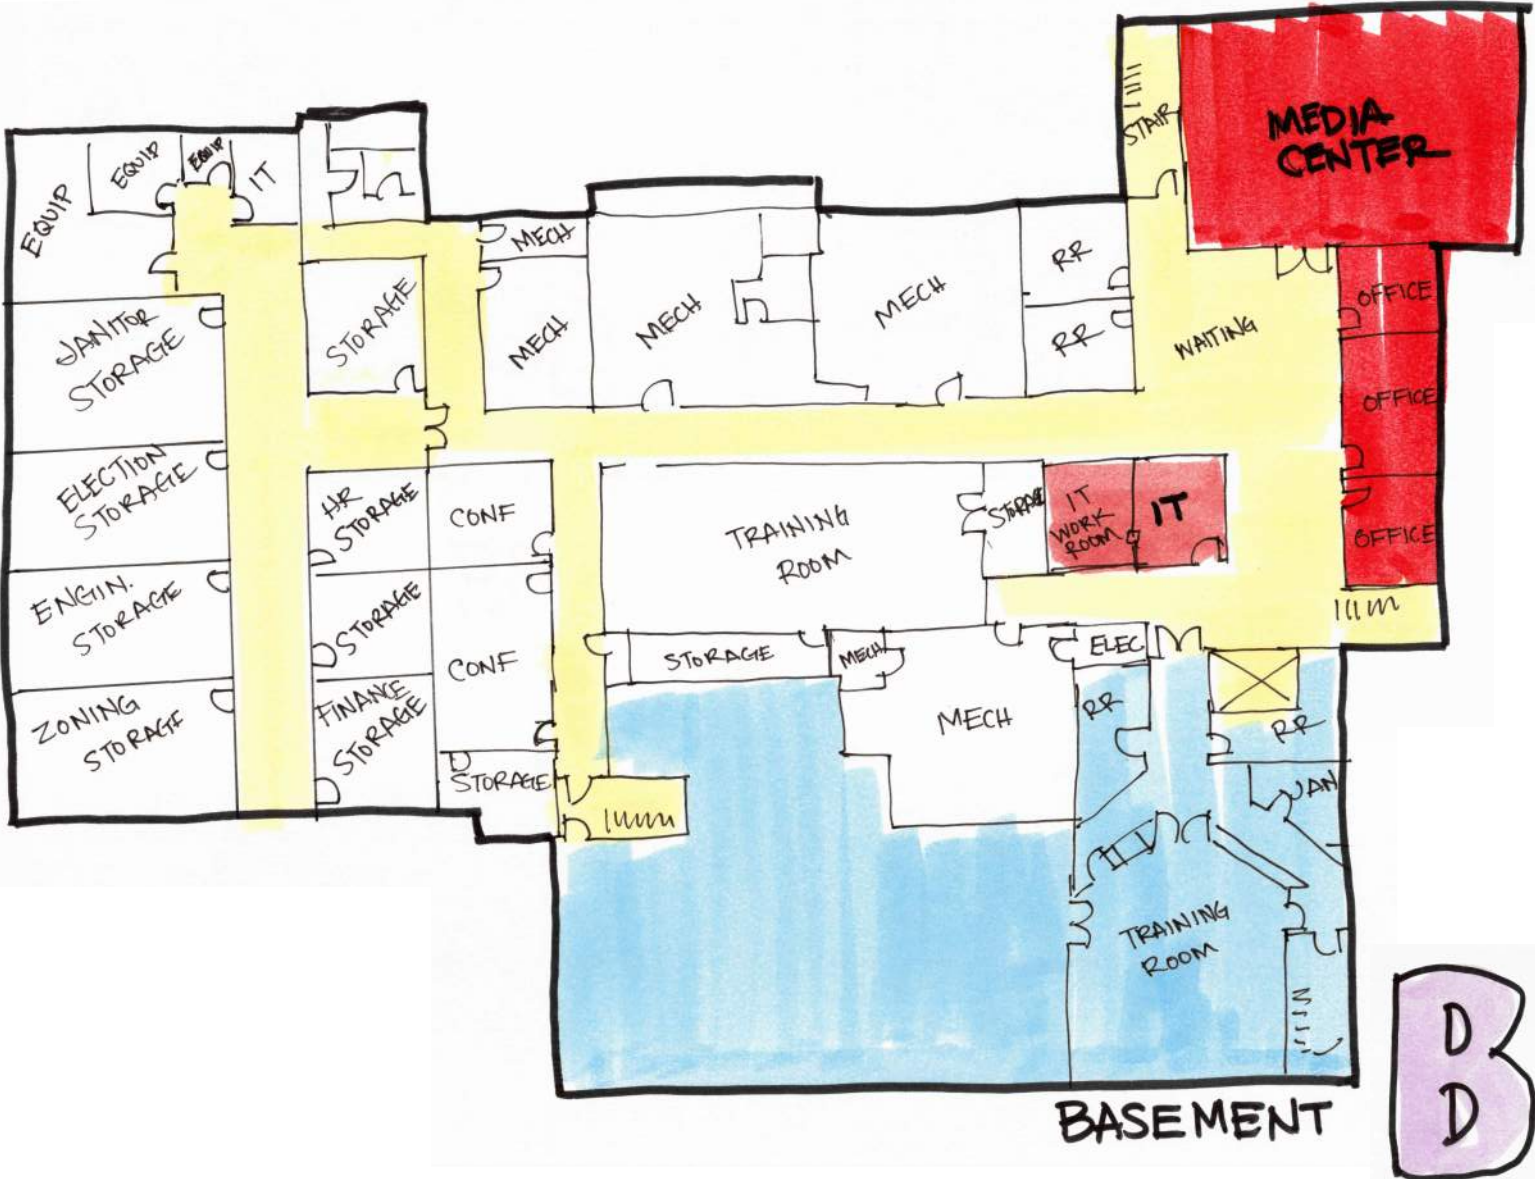 MEDIA
CENTER
STAIR
EQUIP
EQUIP
EQUIP
IT
MECH
RR
OFFICE
JANITOR
STORAGE
STORAGE
MECH
MECH
MECH
RR
WAITING
OFFICE
ELECTION
STORAGE
HR
STORAGE
CONF
TRAINING
ROOM
STORAGE
IT
WORK
ROOM
IT
OFFICE
ENGIN.
STORAGE
STORAGE
CONF
STORAGE
MECH
ELEC
ZONING
STORAGE
FINANCE
STORAGE
MECH
RR
RR
STORAGE
JAN
TRAINING
ROOM
BASEMENT
B
D
D